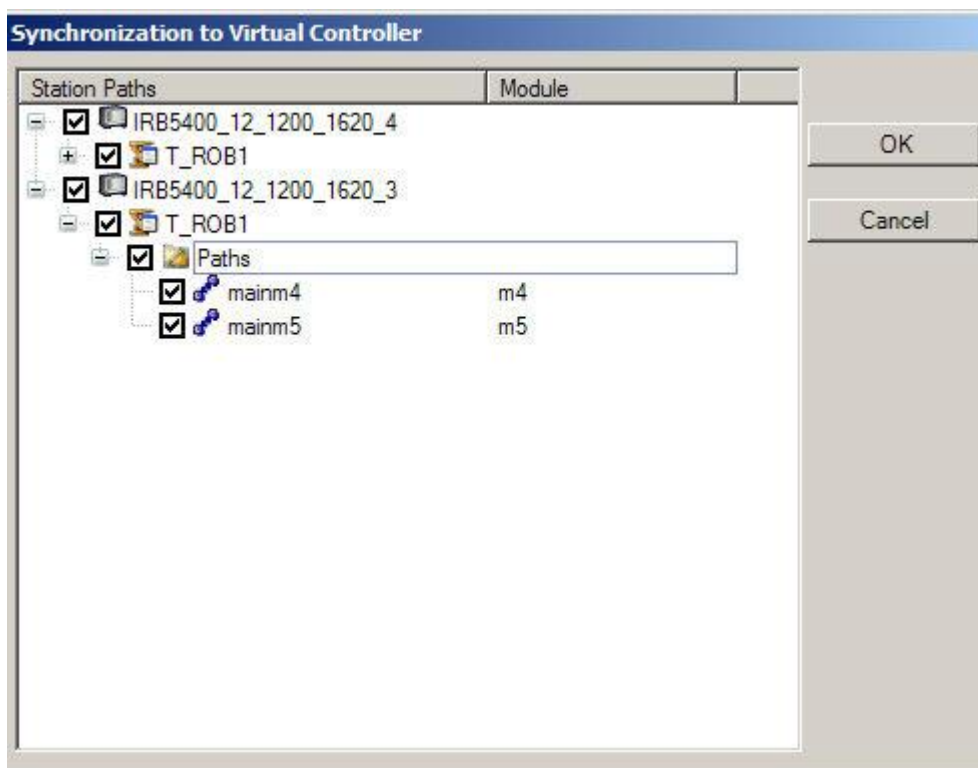 Synchronization to Virtual Controller
Station Paths Module
IRB5400_12_1200_1620_4
T_ROB1
IRB5400_12_1200_1620_3
T_ROB1
Paths
mainm4 m4
mainm5 m5
OK
Cancel